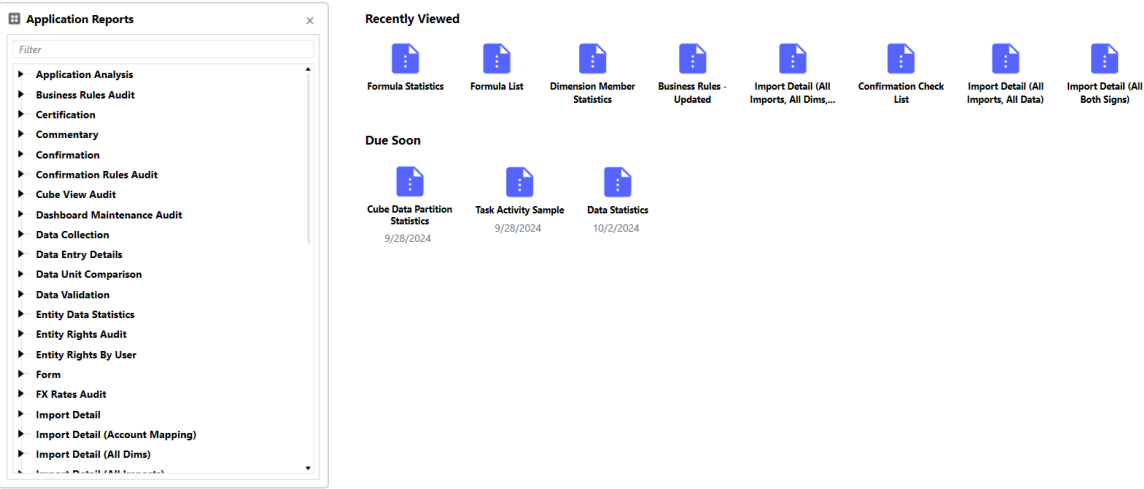 Application Reports
Filter
Application Analysis
Business Rules Audit
Certification
Commentary
Confirmation
Confirmation Rules Audit
Cube View Audit
Dashboard Maintenance Audit
Data Collection
Data Entry Details
Data Unit Comparison
Data Validation
Entity Data Statistics
Entity Rights Audit
Entity Rights By User
Form
FX Rates Audit
Import Detail
Import Detail (Account Mapping)
Import Detail (All Dims)
Import Detail (All Imports)
Recently Viewed
Formula Statistics
Formula List
Dimension Member
Statistics
Business Rules -
Updated
Import Detail (All
Imports, All Dims,...
Confirmation Check
List
Import Detail (All
Imports, All Data)
Import Detail (All
Both Signs)
Due Soon
Cube Data Partition
Statistics
9/28/2024
Task Activity Sample
9/28/2024
Data Statistics
10/2/2024